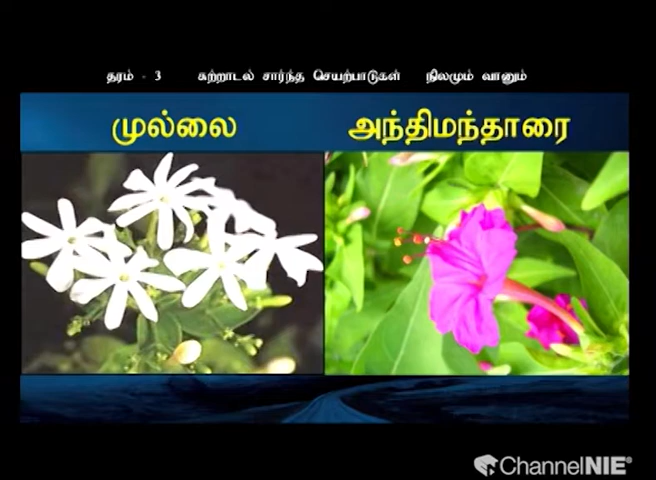 தரம் - 3 சுற்றாடல் சார்ந்த செயற்பாடுகள் நிலமும் வானும்
முல்லை அந்திமந்தாரை
ChannelNIE®